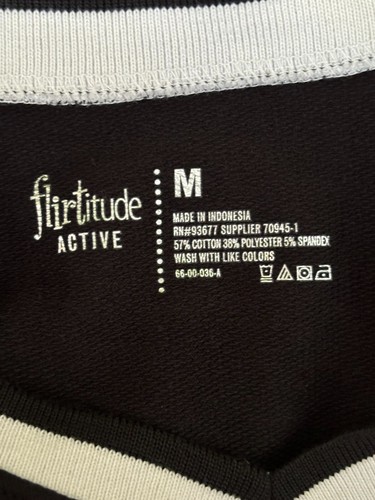 flirtitude
ACTIVE
M
MADE IN INDONESIA
RN#93677 SUPPLIER 70945-1
57% COTTON 38% POLYESTER 5% SPANDEX
WASH WITH LIKE COLORS
66-00-036-A